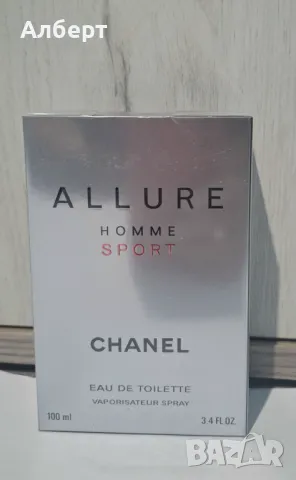 Алберт
ALLURE
HOMME
SPORT
CHANEL
EAU DE TOILETTE
VAPORISATEUR SPRAY
100 ml 3.4 FL.OZ.
BAZAR